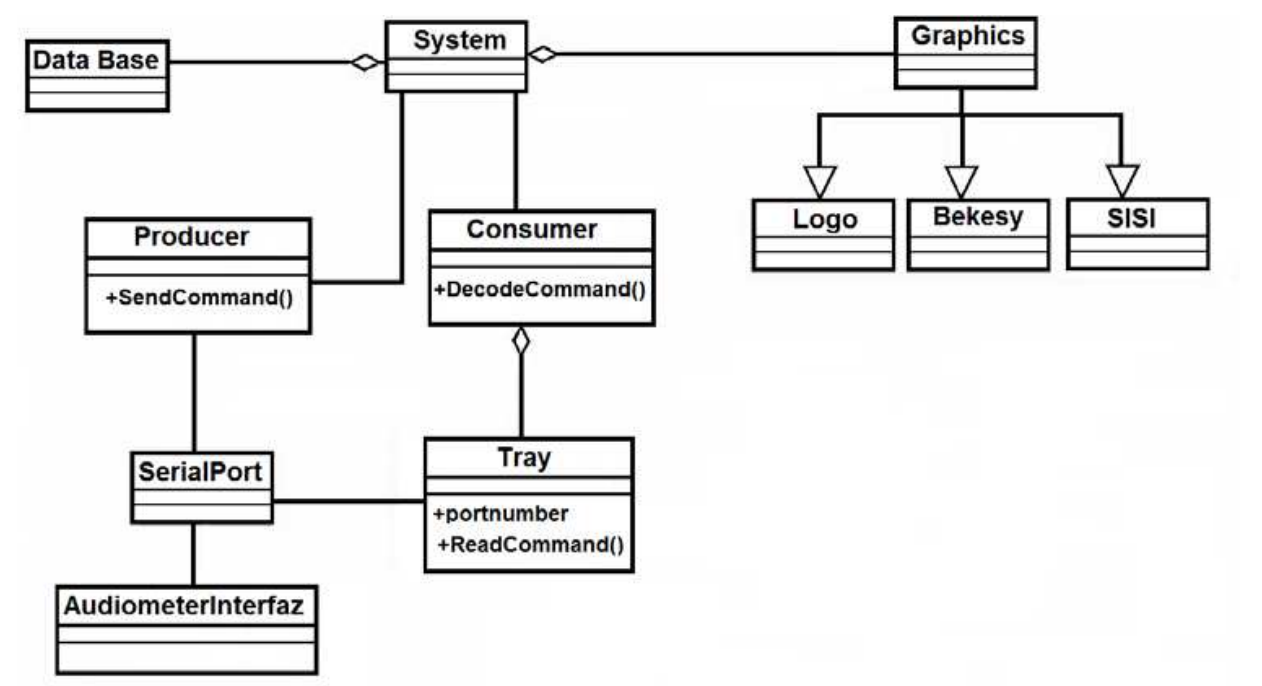 System
Graphics
Data Base
Logo
Bekesy
SISI
Producer
+SendCommand()
Consumer
+DecodeCommand()
SerialPort
Tray
+portnumber
+ReadCommand()
AudiometerInterfaz